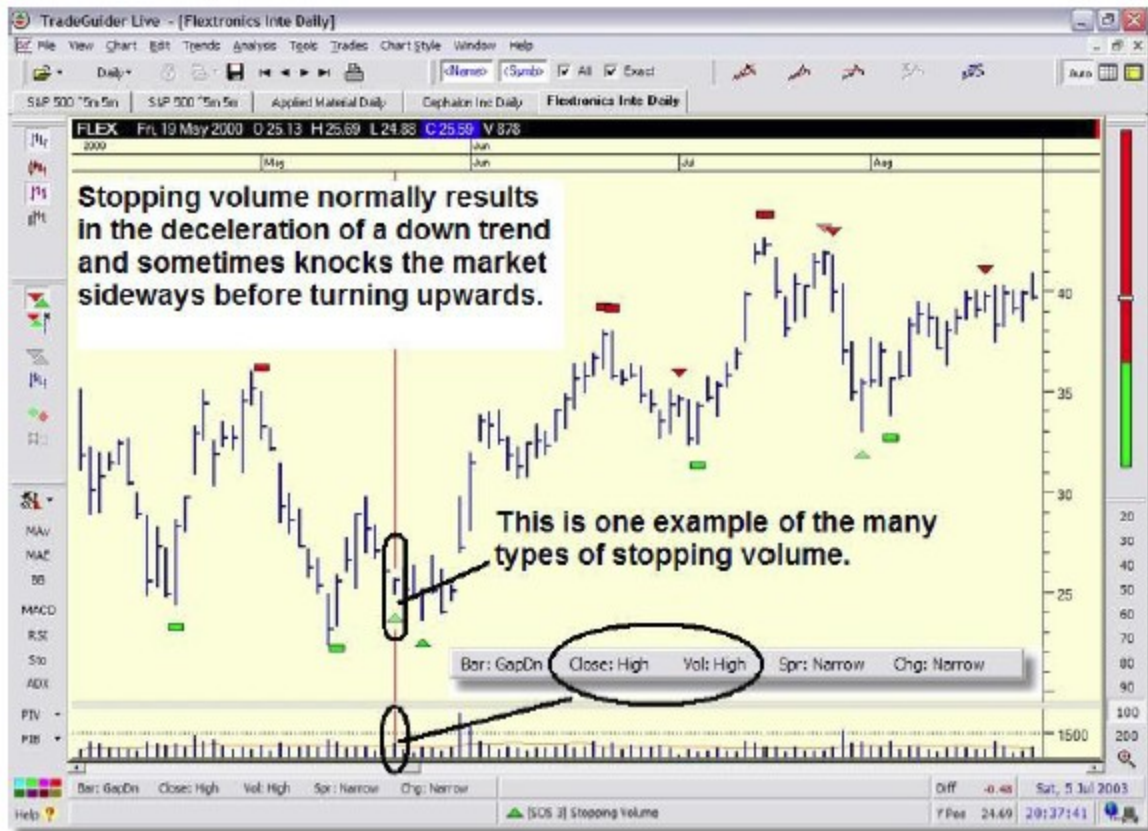 TradeGuider Live - [Flextronics Inte Daily]
File View Chart Edit Trends Analysis Tools Trades Chart Style Window Help
Daily <Name> <Symb> All Exact Auto
S&P 500 ^5m 5m S&P 500 ^5m 5m Applied Material Daily Cephalon Inc Daily Flextronics Inte Daily
FLEX Fri, 19 May 2000 O 25.13 H 25.69 L 24.88 C 25.59 V 878
2000 Jun
May Jun Jul Aug
Stopping volume normally results
in the deceleration of a down trend
and sometimes knocks the market
sideways before turning upwards.
40
35
30
This is one example of the many
types of stopping volume.
25
Bar: GapDn Close: High Vol: High Spr: Narrow Chg: Narrow
1500
MAv
MAE
BB
MACD
RSI
Sto
ADX
PIV
PIB
20
30
40
50
60
70
80
90
100
200
Bar: GapDn Close: High Vol: High Spr: Narrow Chg: Narrow Diff -0.48 Sat, 5 Jul 2003
Help ? [SOS 3] Stopping Volume Y Pos 24.69 20:37:41